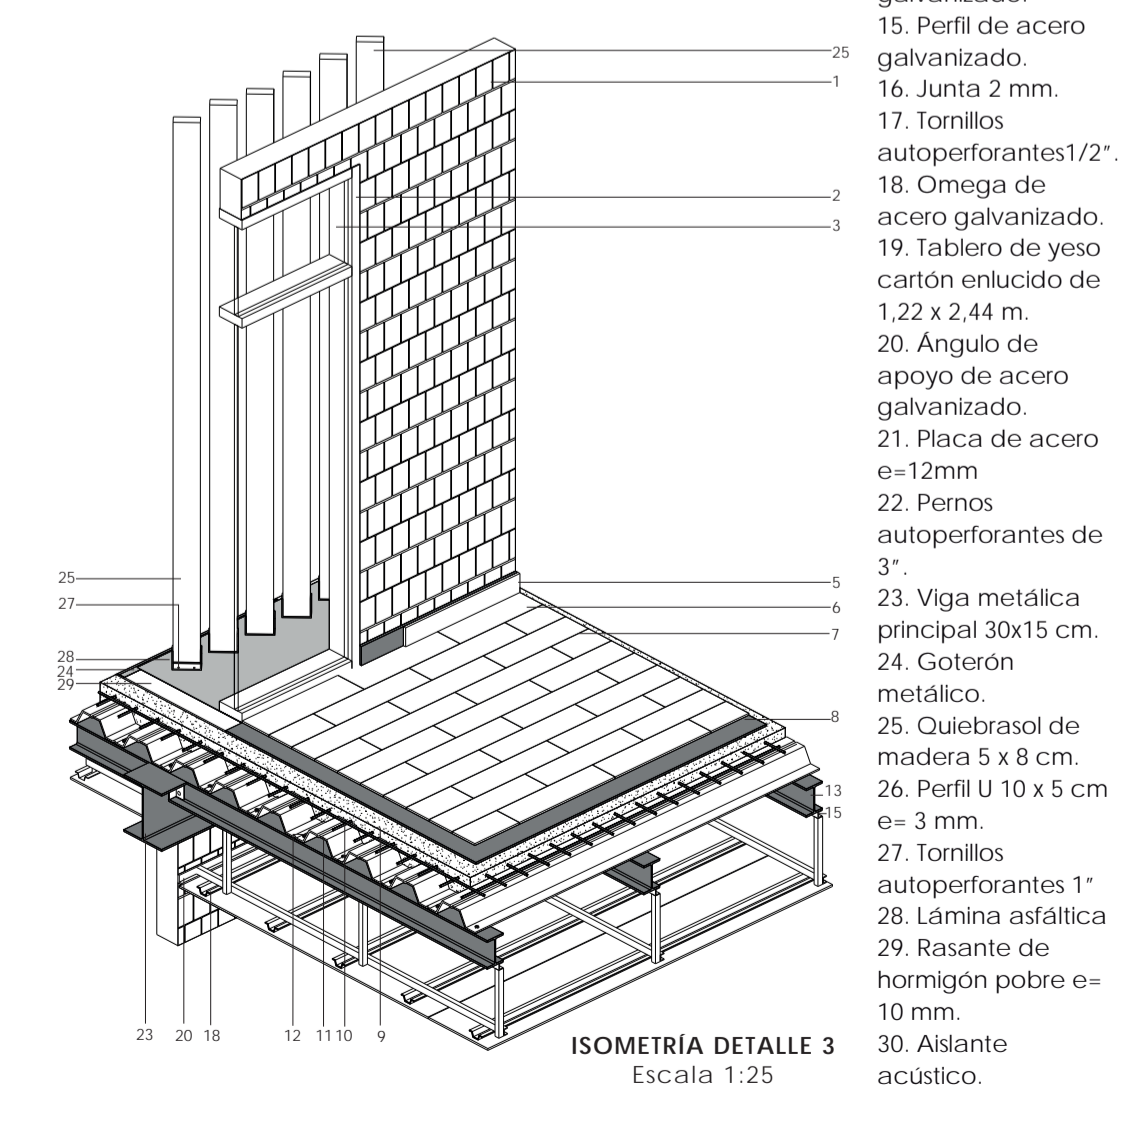 25
1
2
3
5
6
7
8
13
15
25
27
28
24
29
23
20
18
12
11
10
9
ISOMETRÍA DETALLE 3
Escala 1:25
galvanizado.
15. Perfil de acero
galvanizado.
16. Junta 2 mm.
17. Tornillos
autoperforantes1/2".
18. Omega de
acero galvanizado.
19. Tablero de yeso
cartón enlucido de
1,22 x 2,44 m.
20. Ángulo de
apoyo de acero
galvanizado.
21. Placa de acero
e=12mm
22. Pernos
autoperforantes de
3".
23. Viga metálica
principal 30x15 cm.
24. Goterón
metálico.
25. Quiebrasol de
madera 5 x 8 cm.
26. Perfil U 10 x 5 cm
e= 3 mm.
27. Tornillos
autoperforantes 1"
28. Lámina asfáltica
29. Rasante de
hormigón pobre e=
10 mm.
30. Aislante
acústico.